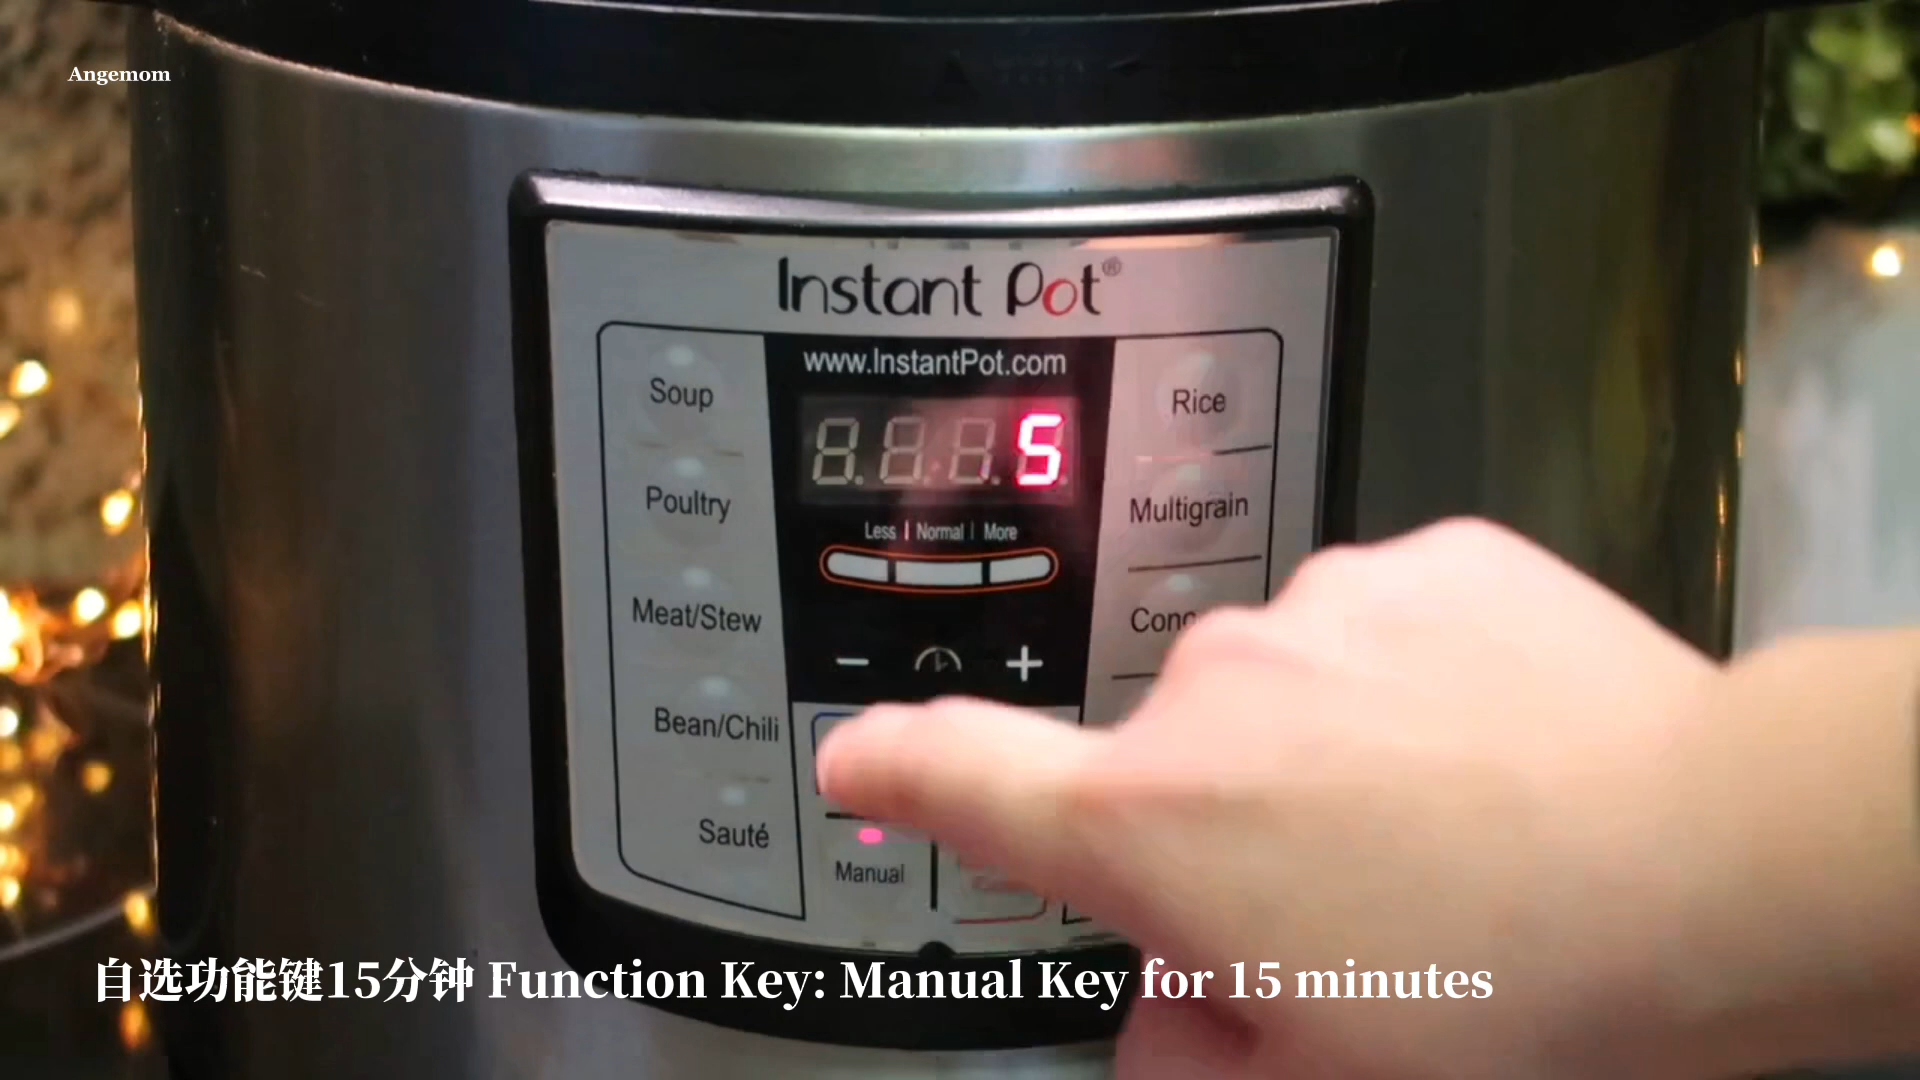 Angemom
Instant Pot®
www.InstantPot.com
5
Less | Normal | More
Soup
Poultry
Meat/Stew
Bean/Chili
Sauté
Rice
Multigrain
− +
Manual
自选功能键15分钟 Function Key: Manual Key for 15 minutes